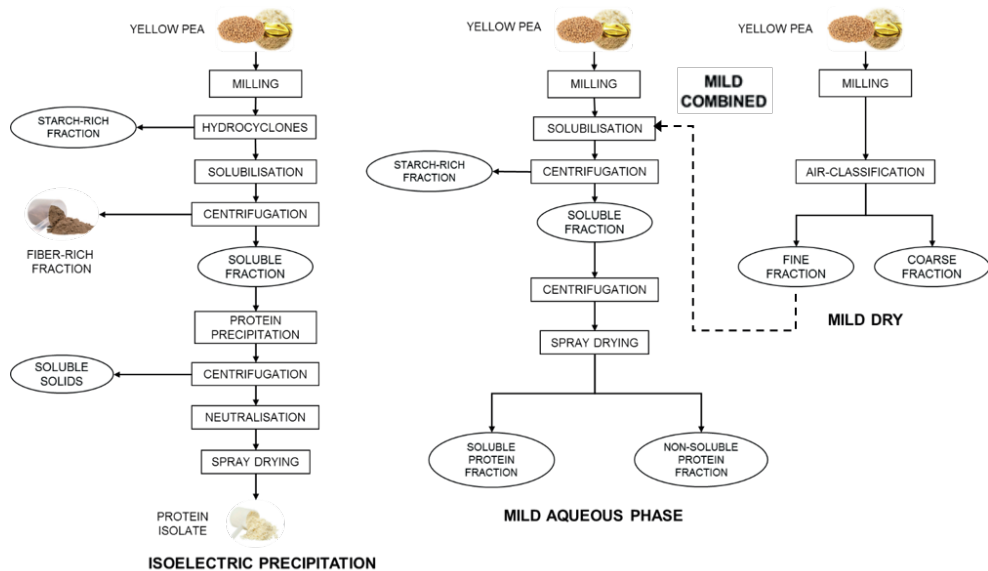 YELLOW PEA
MILLING
HYDROCYCLONES
STARCH-RICH
FRACTION
SOLUBILISATION
CENTRIFUGATION
FIBER-RICH
FRACTION
SOLUBLE
FRACTION
PROTEIN
PRECIPITATION
CENTRIFUGATION
SOLUBLE
SOLIDS
NEUTRALISATION
SPRAY DRYING
PROTEIN
ISOLATE
ISOELECTRIC PRECIPITATION
YELLOW PEA
MILLING
SOLUBILISATION
CENTRIFUGATION
STARCH-RICH
FRACTION
SOLUBLE
FRACTION
CENTRIFUGATION
SPRAY DRYING
SOLUBLE
PROTEIN
FRACTION
NON-SOLUBLE
PROTEIN
FRACTION
MILD AQUEOUS PHASE
MILD
COMBINED
YELLOW PEA
MILLING
AIR-CLASSIFICATION
FINE
FRACTION
COARSE
FRACTION
MILD DRY